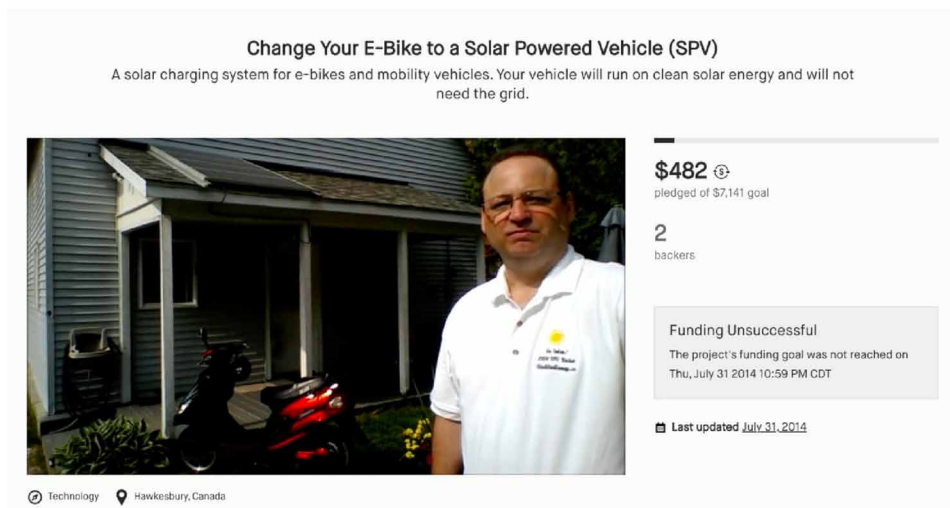 Change Your E-Bike to a Solar Powered Vehicle (SPV)
A solar charging system for e-bikes and mobility vehicles. Your vehicle will run on clean solar energy and will not
need the grid.
$482
pledged of $7,141 goal
2
backers
Funding Unsuccessful
The project's funding goal was not reached on
Thu, July 31 2014 10:59 PM CDT
Last updated July 31, 2014
Technology
Hawkesbury, Canada